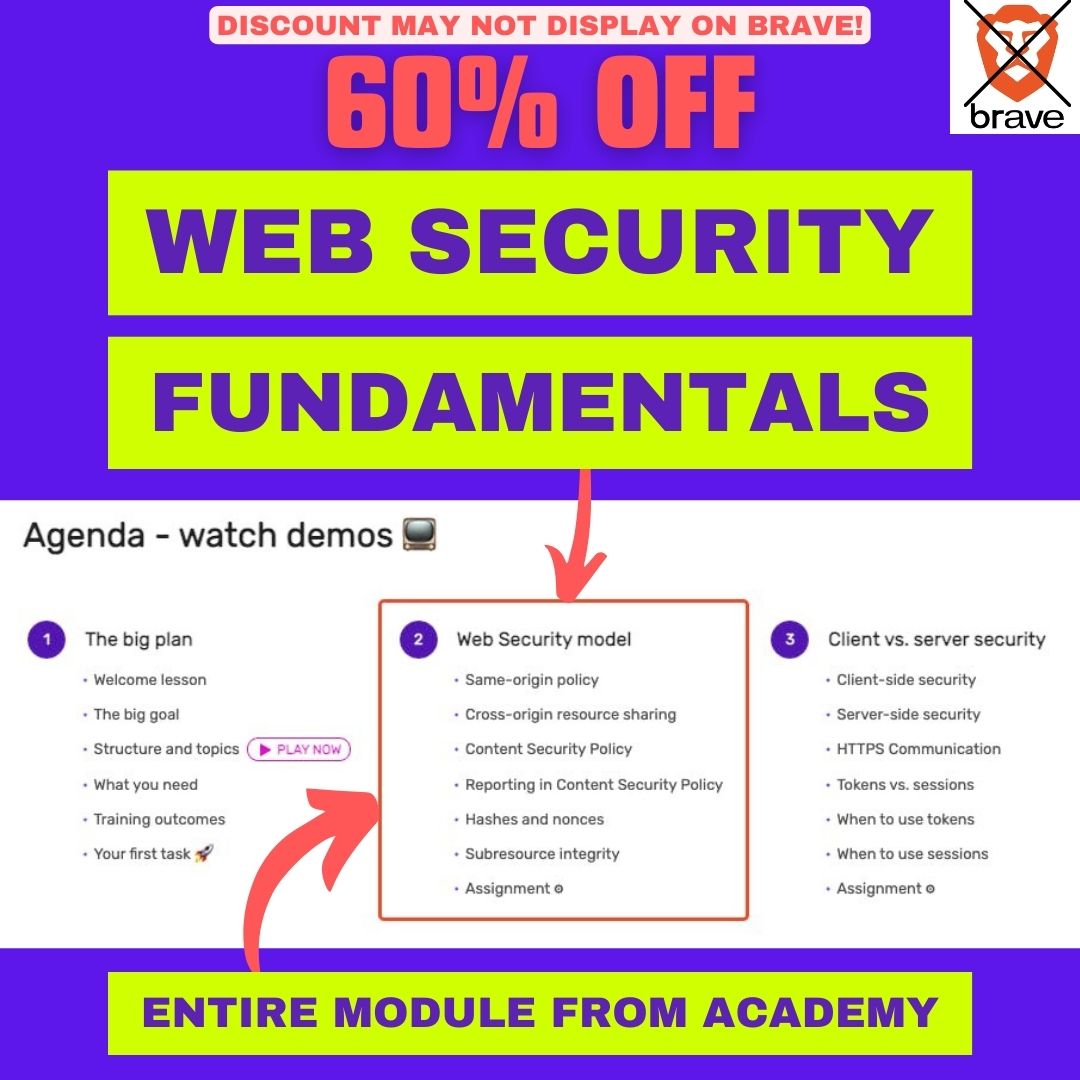 DISCOUNT MAY NOT DISPLAY ON BRAVE!
60% OFF
brave
WEB SECURITY
FUNDAMENTALS
Agenda - watch demos
1 The big plan
• Welcome lesson
• The big goal
• Structure and topics PLAY NOW
• What you need
• Training outcomes
• Your first task
2 Web Security model
• Same-origin policy
• Cross-origin resource sharing
• Content Security Policy
• Reporting in Content Security Policy
• Hashes and nonces
• Subresource integrity
• Assignment
3 Client vs. server security
• Client-side security
• Server-side security
• HTTPS Communication
• Tokens vs. sessions
• When to use tokens
• When to use sessions
• Assignment
ENTIRE MODULE FROM ACADEMY